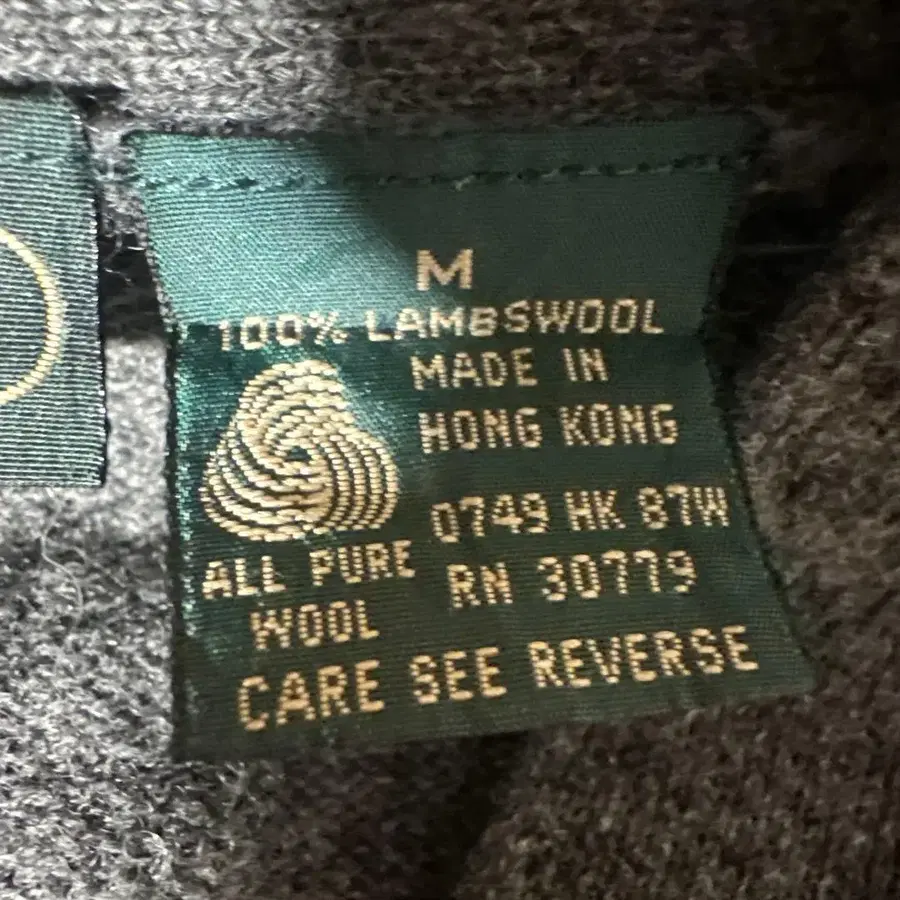 M
100% LAMBSWOOL
MADE IN
HONG KONG
0749 HK 87W
RN 30779
ALL PURE
WOOL
CARE SEE REVERSE